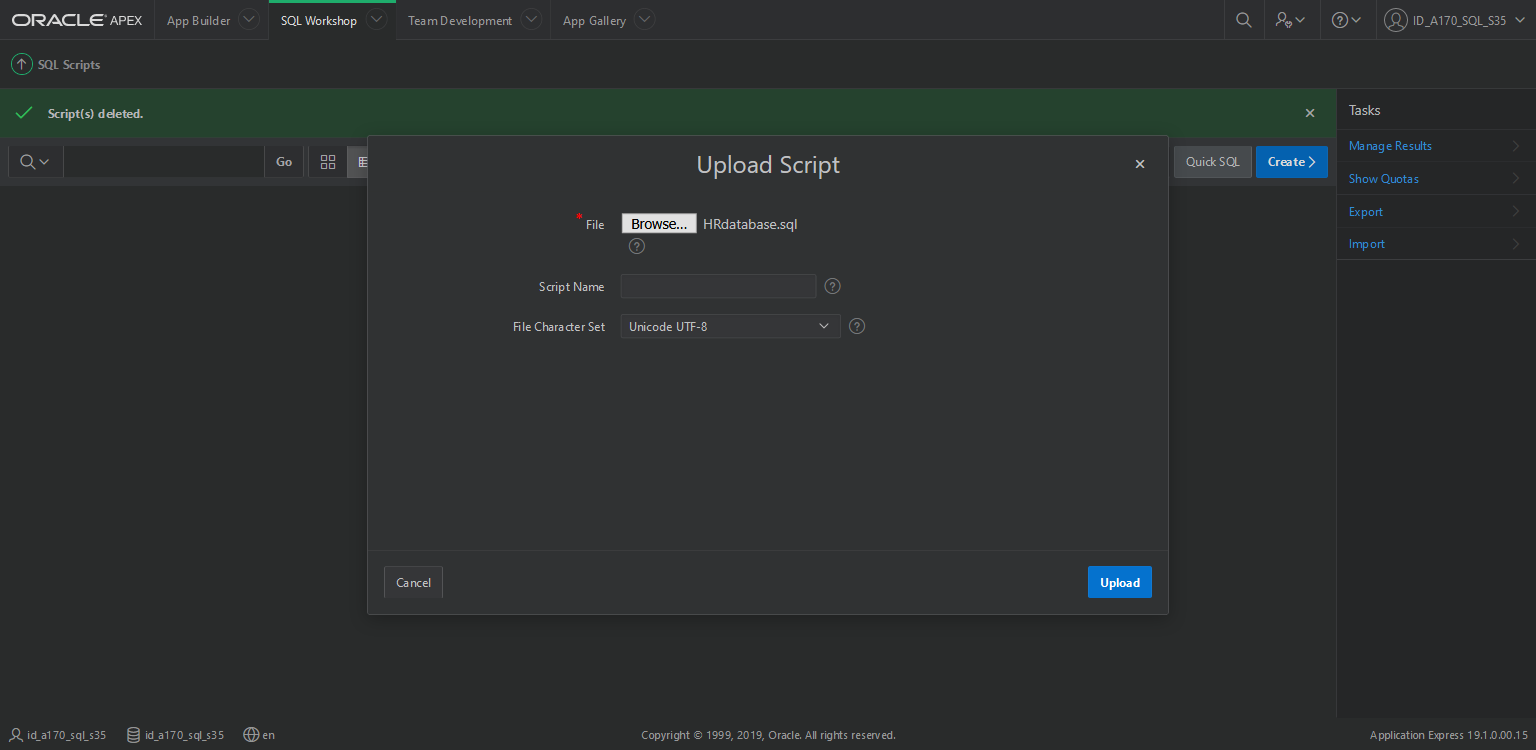 ORACLE APEX App Builder SQL Workshop Team Development App Gallery ID_A170_SQL_S35
SQL Scripts
Script(s) deleted.
Tasks
Go
Quick SQL
Create
Manage Results
Show Quotas
Export
Import
Upload Script
* File Browse... HRdatabase.sql
?
Script Name ?
File Character Set Unicode UTF-8 ?
Cancel Upload
id_a170_sql_s35 id_a170_sql_s35 en Copyright © 1999, 2019, Oracle. All rights reserved. Application Express 19.1.0.00.15